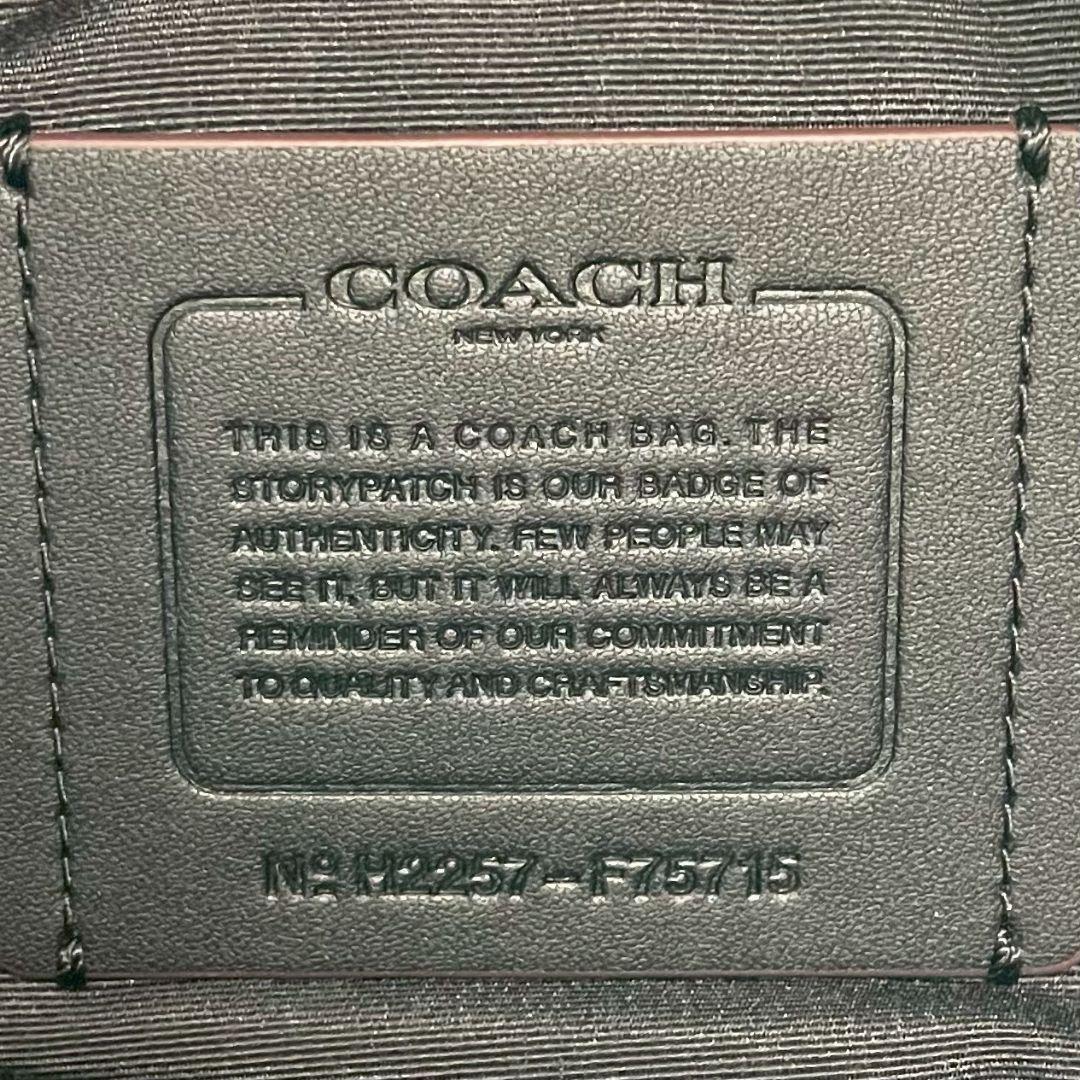 COACH
NEW YORK
THIS IS A COACH BAG. THE
STORYPATCH IS OUR BADGE OF
AUTHENTICITY. FEW PEOPLE MAY
SEE IT, BUT IT WILL ALWAYS BE A
REMINDER OF OUR COMMITMENT
TO QUALITY AND CRAFTSMANSHIP.
Nº H2257-F75715